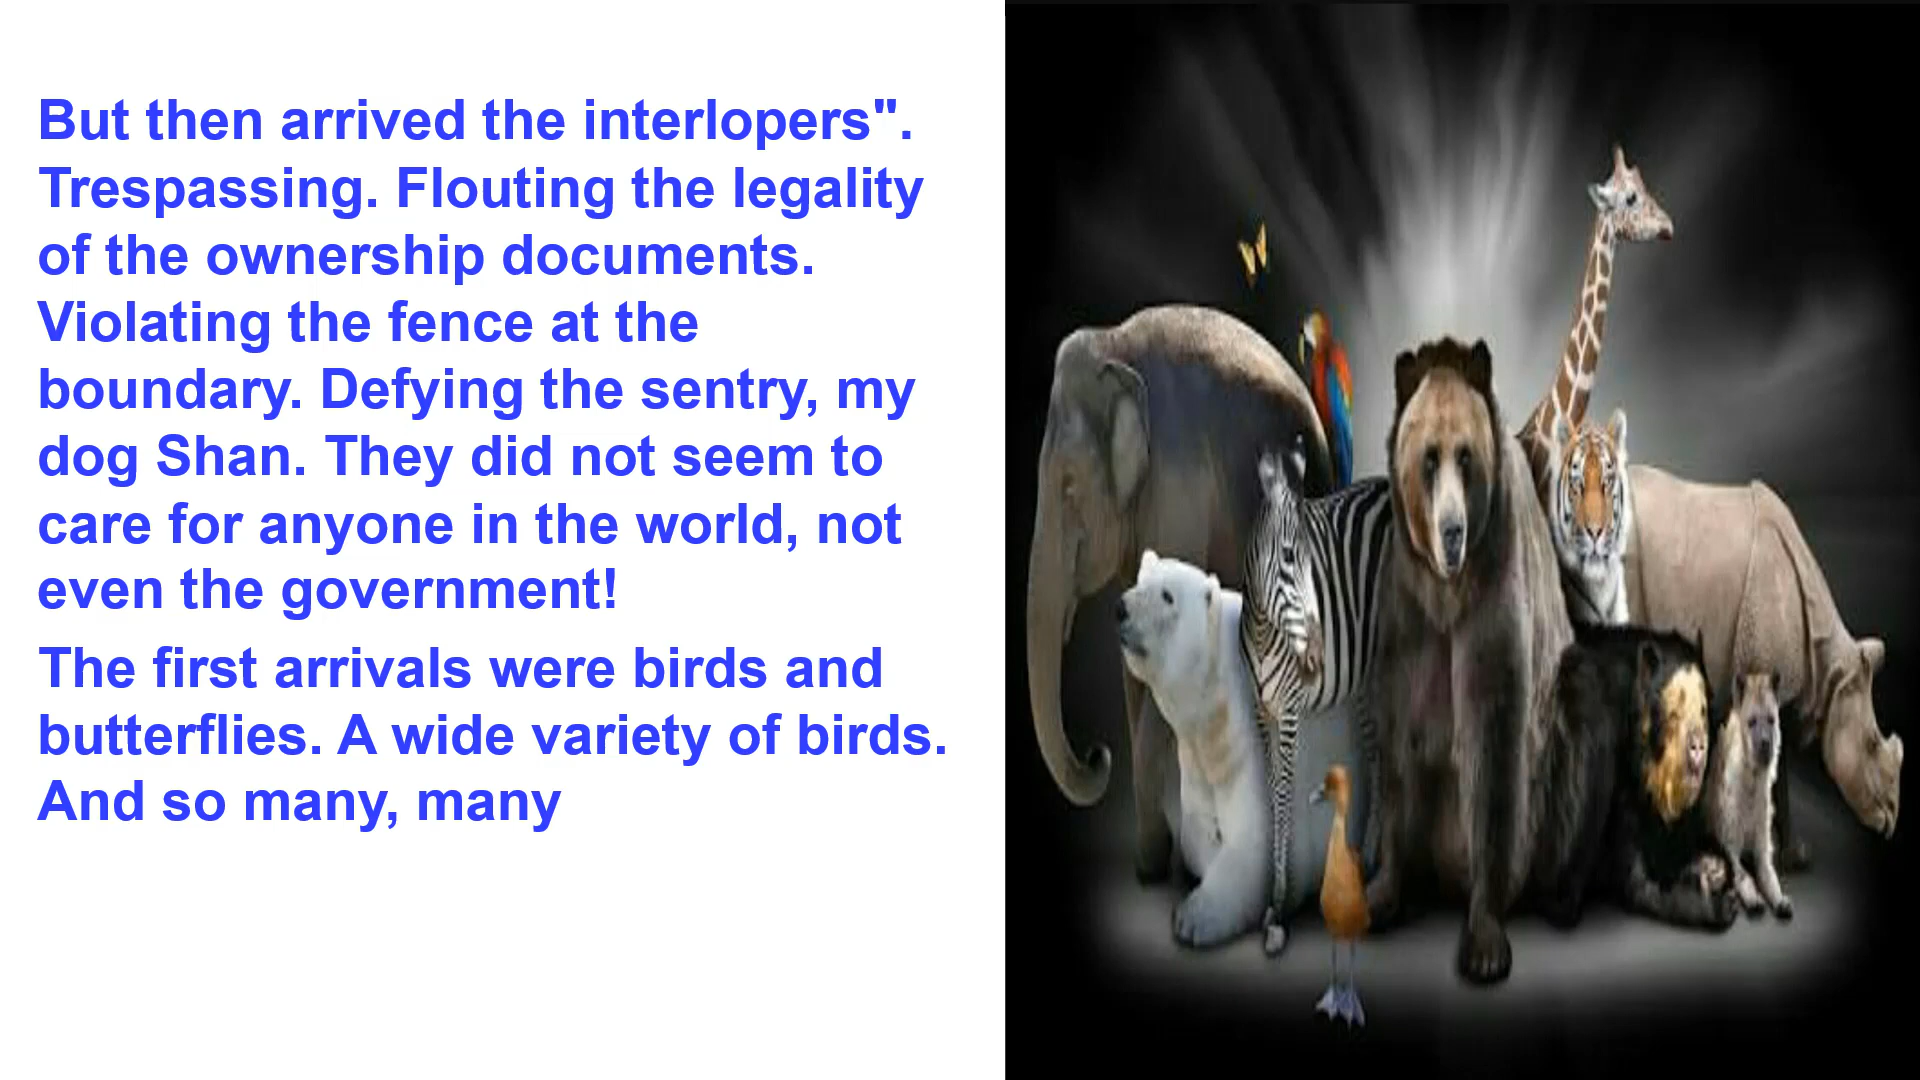 But then arrived the interlopers".
Trespassing. Flouting the legality
of the ownership documents.
Violating the fence at the
boundary. Defying the sentry, my
dog Shan. They did not seem to
care for anyone in the world, not
even the government!
The first arrivals were birds and
butterflies. A wide variety of birds.
And so many, many